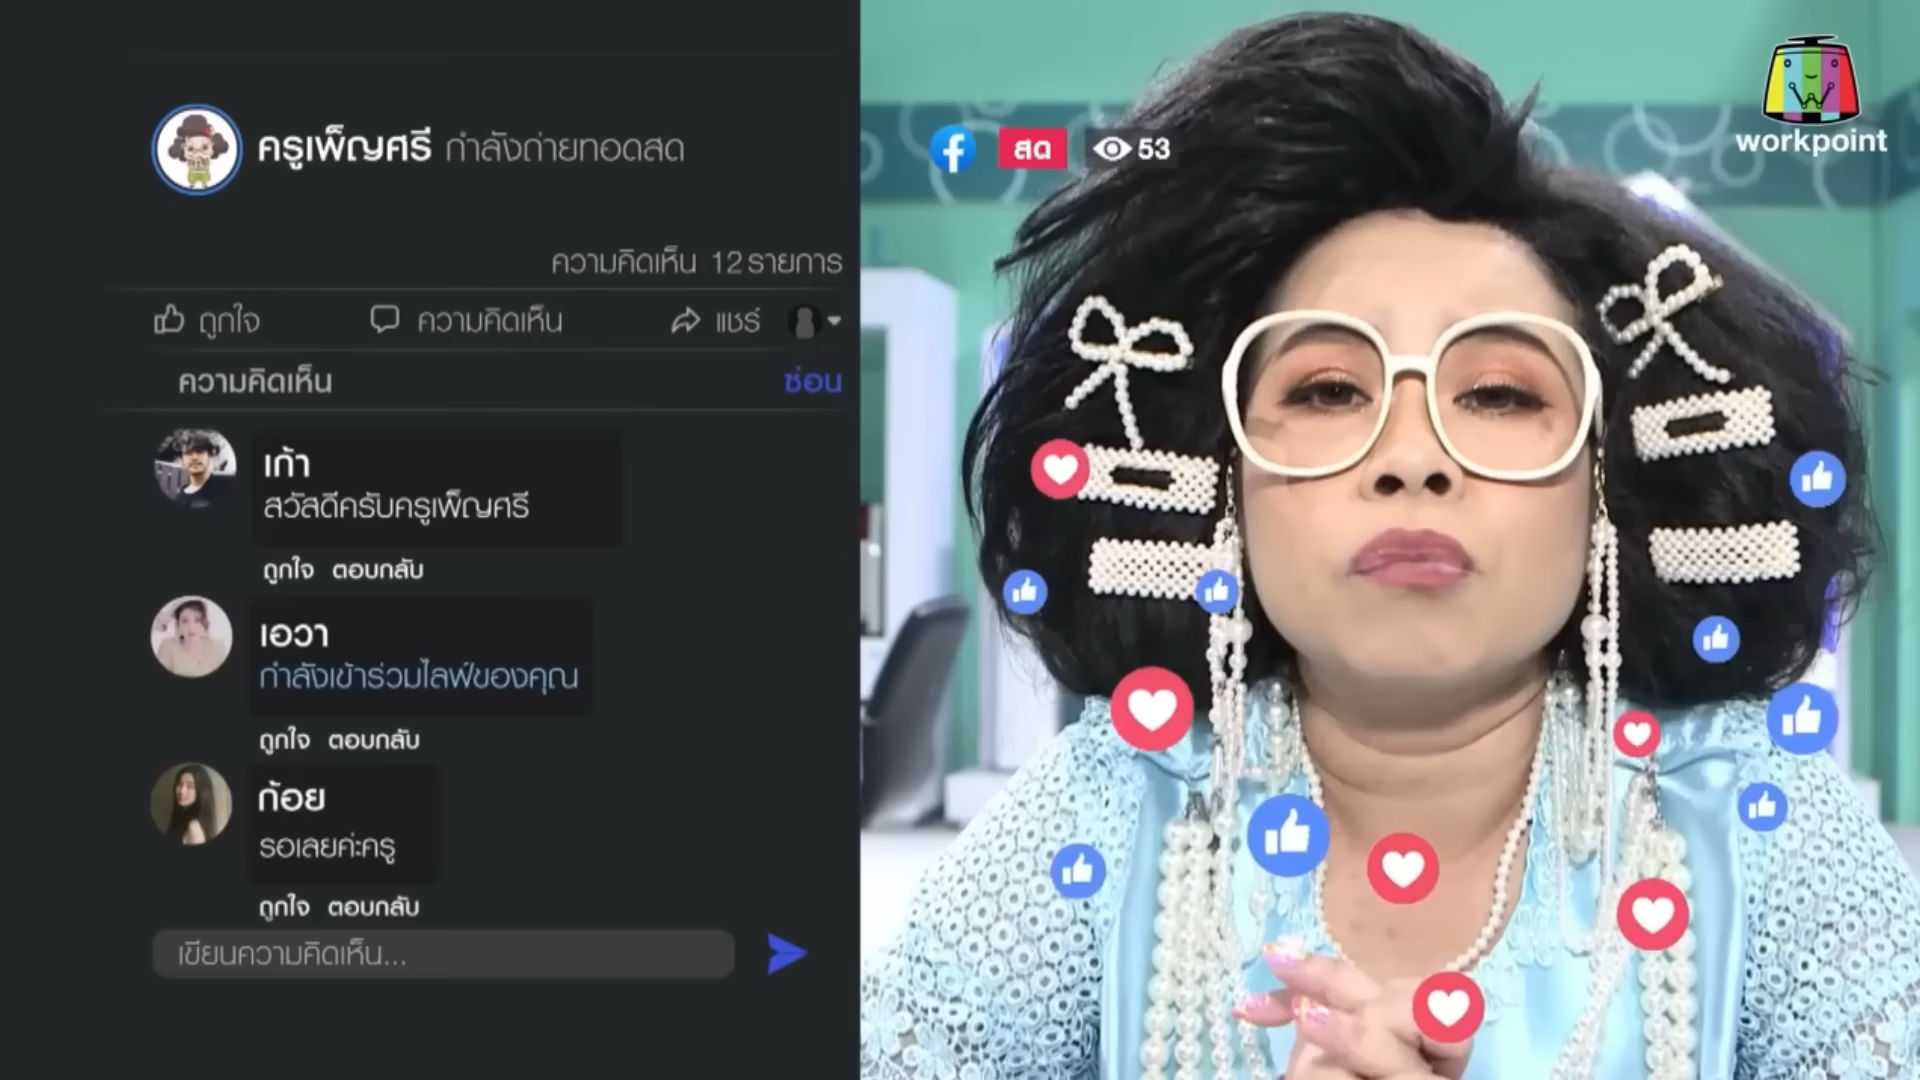 ครูเพ็ญศรี กำลังถ่ายทอดสด
ความคิดเห็น 12 รายการ
ถูกใจ ความคิดเห็น แชร์
ความคิดเห็น ซ่อน
เก้า
สวัสดีครับครูเพ็ญศรี
ถูกใจ ตอบกลับ
เอวา
กำลังเข้าร่วมไลฟ์ของคุณ
ถูกใจ ตอบกลับ
ก้อย
รอเลยค่ะครู
ถูกใจ ตอบกลับ
เขียนความคิดเห็น...
สด 53
workpoint